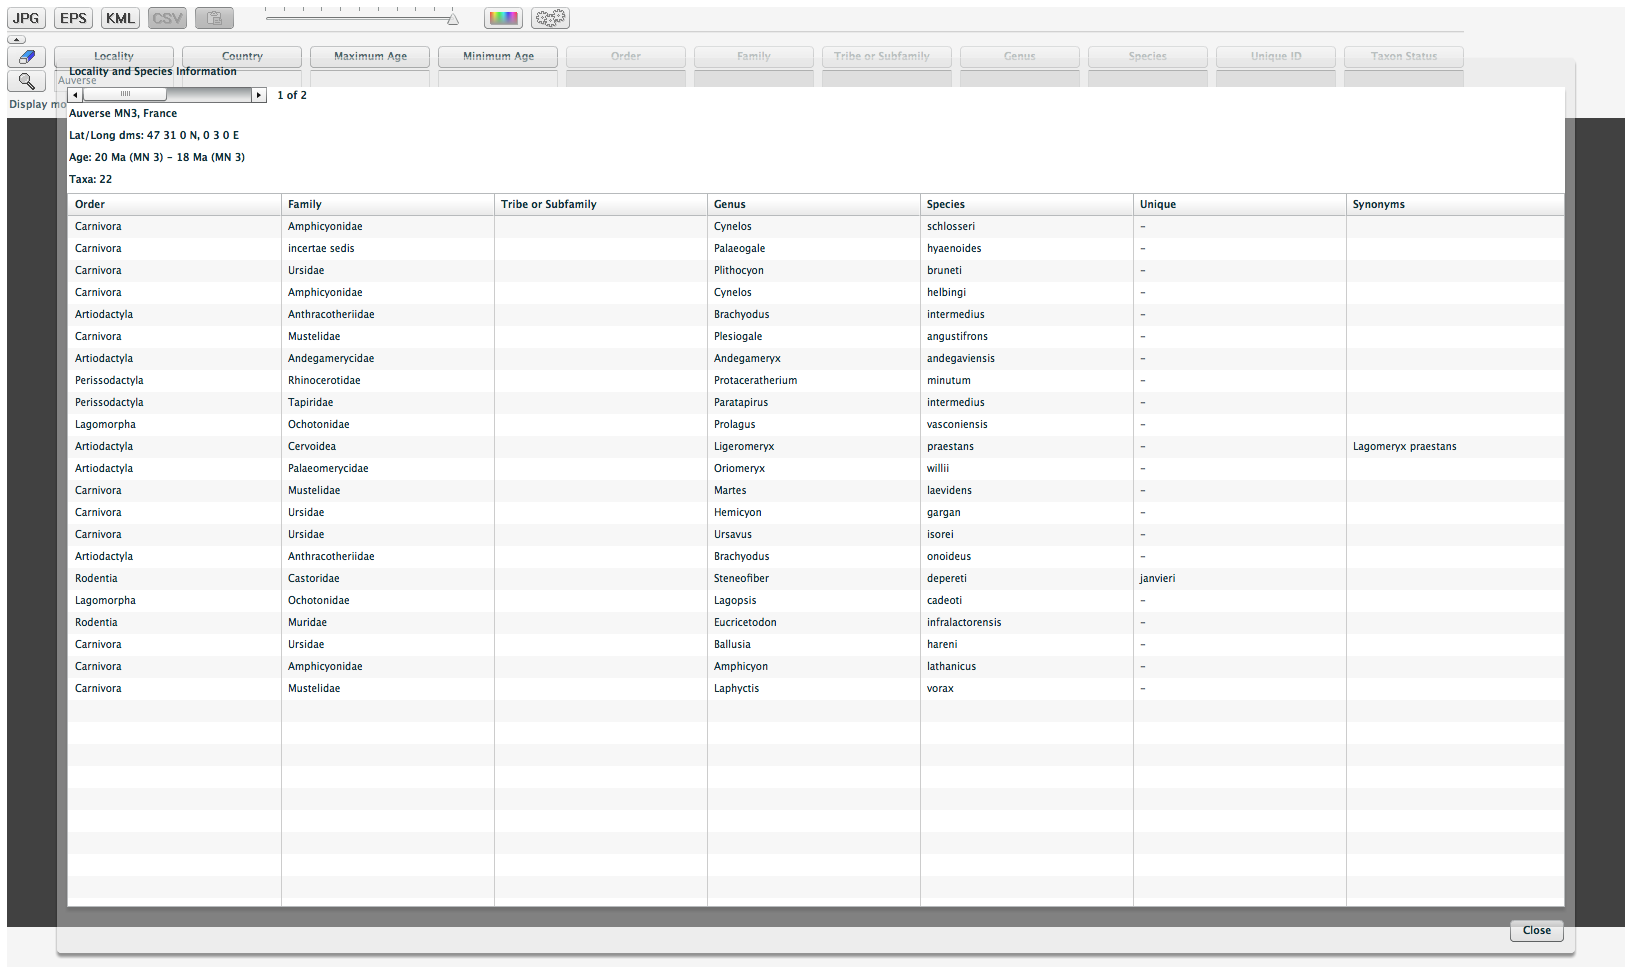 JPG EPS KML CSV
Locality Country Maximum Age Minimum Age Order Family Tribe or Subfamily Genus Species Unique ID Taxon Status
Locality and Species Information
Auverse
Display mo
1 of 2
Auverse MN3, France
Lat/Long dms: 47 31 0 N, 0 3 0 E
Age: 20 Ma (MN 3) - 18 Ma (MN 3)
Taxa: 22
Order Family Tribe or Subfamily Genus Species Unique Synonyms
Carnivora Amphicyonidae Cynelos schlosseri -
Carnivora incertae sedis Palaeogale hyaenoides -
Carnivora Ursidae Plithocyon bruneti -
Carnivora Amphicyonidae Cynelos helbingi -
Artiodactyla Anthracotheriidae Brachyodus intermedius -
Carnivora Mustelidae Plesiogale angustifrons -
Artiodactyla Andegamerycidae Andegameryx andegaviensis -
Perissodactyla Rhinocerotidae Protaceratherium minutum -
Perissodactyla Tapiridae Paratapirus intermedius -
Lagomorpha Ochotonidae Prolagus vasconiensis -
Artiodactyla Cervoidea Ligeromeryx praestans - Lagomeryx praestans
Artiodactyla Palaeomerycidae Oriomeryx willii -
Carnivora Mustelidae Martes laevidens -
Carnivora Ursidae Hemicyon gargan -
Carnivora Ursidae Ursavus isorei -
Artiodactyla Anthracotheriidae Brachyodus onoideus -
Rodentia Castoridae Steneofiber depereti janvieri
Lagomorpha Ochotonidae Lagopsis cadeoti -
Rodentia Muridae Eucricetodon infralactorensis -
Carnivora Ursidae Ballusia hareni -
Carnivora Amphicyonidae Amphicyon lathanicus -
Carnivora Mustelidae Laphyctis vorax -
Close